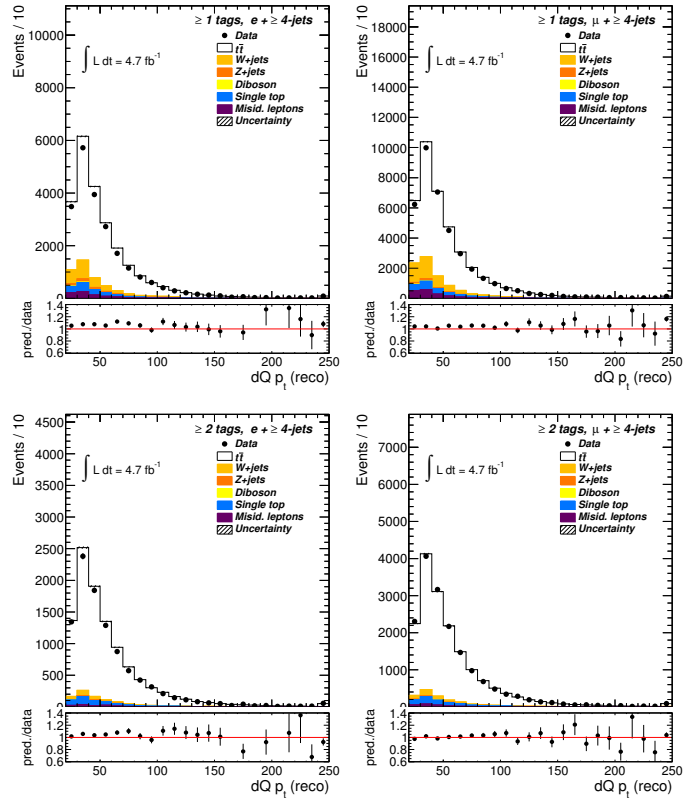 ≥ 1 tags, e + ≥ 4-jets
Events / 10
∫ L dt = 4.7 fb⁻¹
Data
tt̄
W+jets
Z+jets
Diboson
Single top
Misid. leptons
Uncertainty
10000
8000
6000
4000
2000
0
pred./data
1.4
1.2
1
0.8
0.6
50 100 150 200 250
dQ pₜ (reco)
≥ 1 tags, μ + ≥ 4-jets
Events / 10
∫ L dt = 4.7 fb⁻¹
Data
tt̄
W+jets
Z+jets
Diboson
Single top
Misid. leptons
Uncertainty
18000
16000
14000
12000
10000
8000
6000
4000
2000
0
pred./data
1.4
1.2
1
0.8
0.6
50 100 150 200 250
dQ pₜ (reco)
≥ 2 tags, e + ≥ 4-jets
Events / 10
∫ L dt = 4.7 fb⁻¹
Data
tt̄
W+jets
Z+jets
Diboson
Single top
Misid. leptons
Uncertainty
4500
4000
3500
3000
2500
2000
1500
1000
500
0
pred./data
1.4
1.2
1
0.8
0.6
50 100 150 200 250
dQ pₜ (reco)
≥ 2 tags, μ + ≥ 4-jets
Events / 10
∫ L dt = 4.7 fb⁻¹
Data
tt̄
W+jets
Z+jets
Diboson
Single top
Misid. leptons
Uncertainty
7000
6000
5000
4000
3000
2000
1000
0
pred./data
1.4
1.2
1
0.8
0.6
50 100 150 200 250
dQ pₜ (reco)